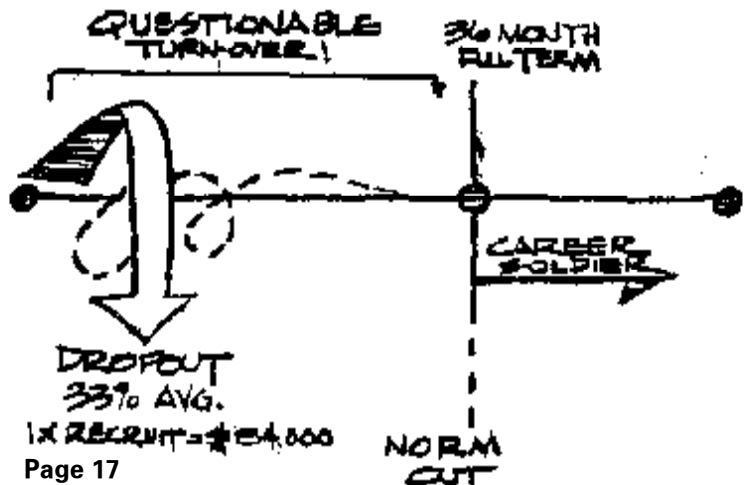 QUESTIONABLE
TURN-OVER!
36 MONTH
FULL TERM
CAREER
SOLDIER
DROPOUT
33% AVG.
1X RECRUIT=$84,000
NORM
CUT
Page 17